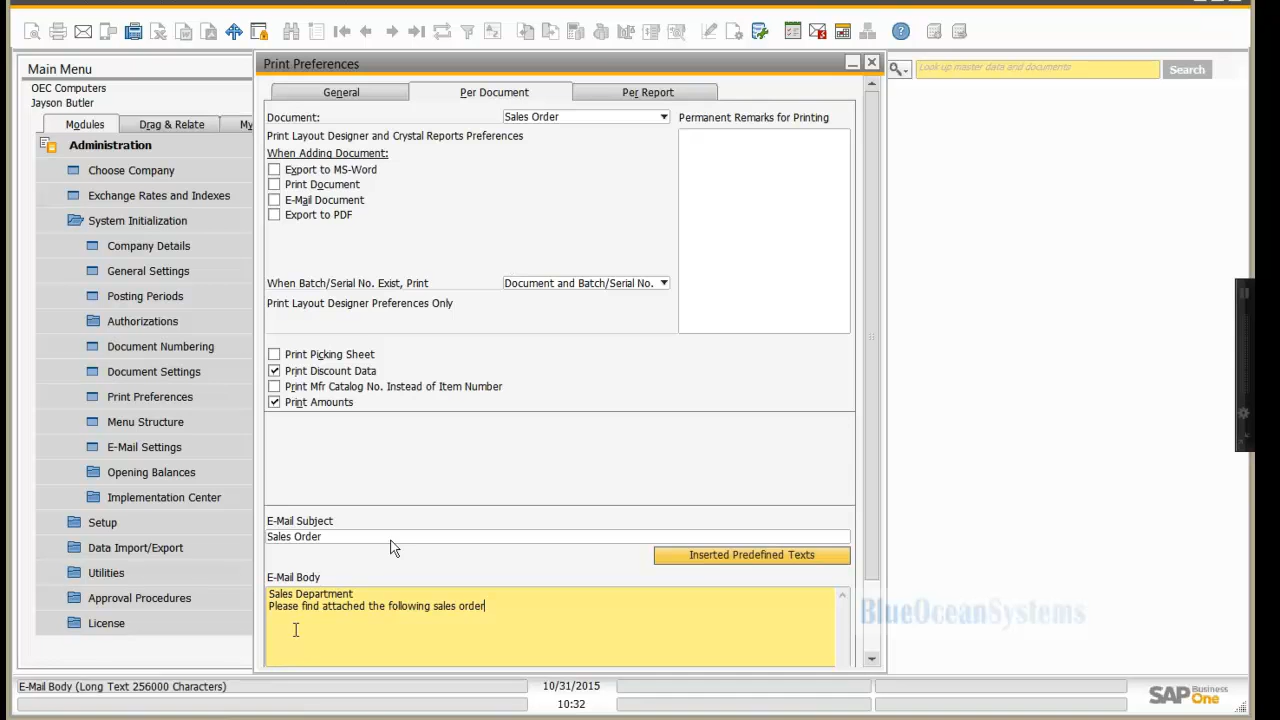 Print Preferences
Main Menu
Look up master data and documents
Search
OEC Computers
Jayson Butler
General
Per Document
Per Report
Modules
Drag & Relate
My
Document:
Sales Order
Permanent Remarks for Printing
Print Layout Designer and Crystal Reports Preferences
Administration
When Adding Document:
Choose Company
Export to MS-Word
Print Document
Exchange Rates and Indexes
E-Mail Document
System Initialization
Export to PDF
Company Details
General Settings
When Batch/Serial No. Exist, Print
Document and Batch/Serial No.
Posting Periods
Print Layout Designer Preferences Only
Authorizations
Document Numbering
Print Picking Sheet
Document Settings
Print Discount Data
Print Mfr Catalog No. Instead of Item Number
Print Preferences
Print Amounts
Menu Structure
E-Mail Settings
Opening Balances
Implementation Center
Setup
E-Mail Subject
Sales Order
Data Import/Export
Inserted Predefined Texts
Utilities
E-Mail Body
Approval Procedures
Sales Department
Please find attached the following sales order
License
BlueOceanSystems
E-Mail Body (Long Text 256000 Characters)
10/31/2015
10:32
SAP Business One